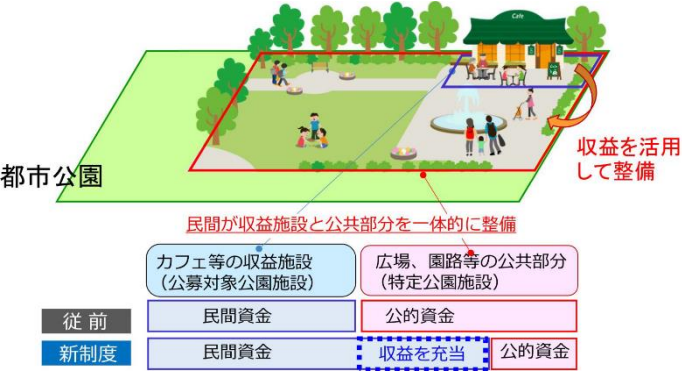 Cafe
収益を活用
して整備
都市公園
民間が収益施設と公共部分を一体的に整備
カフェ等の収益施設
（公募対象公園施設）
広場、園路等の公共部分
（特定公園施設）
従 前
民間資金
公的資金
新制度
民間資金
収益を充当
公的資金